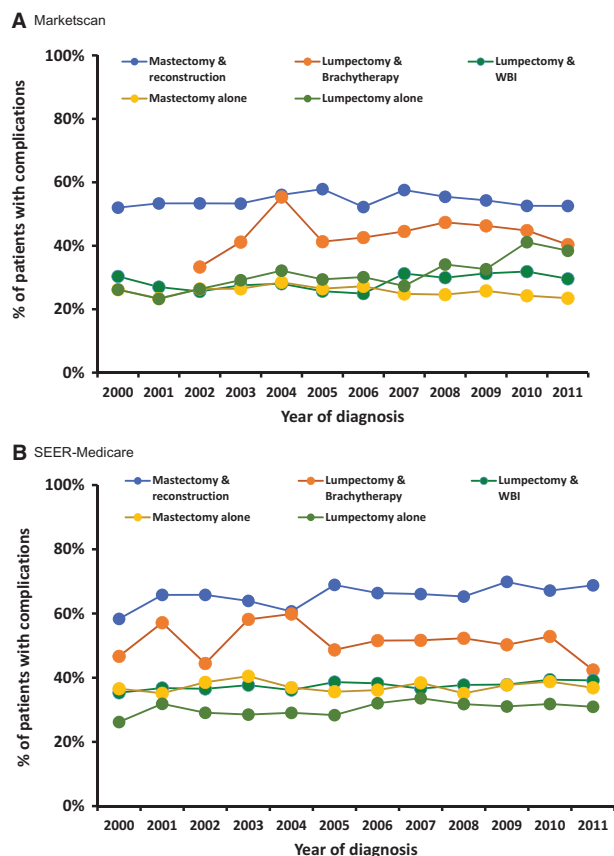 A Marketscan
100%
80%
60%
40%
20%
0%
% of patients with complications
Mastectomy & reconstruction
Lumpectomy & Brachytherapy
Lumpectomy & WBI
Mastectomy alone
Lumpectomy alone
2000 2001 2002 2003 2004 2005 2006 2007 2008 2009 2010 2011
Year of diagnosis
B SEER-Medicare
100%
80%
60%
40%
20%
0%
% of patients with complications
Mastectomy & reconstruction
Lumpectomy & Brachytherapy
Lumpectomy & WBI
Mastectomy alone
Lumpectomy alone
2000 2001 2002 2003 2004 2005 2006 2007 2008 2009 2010 2011
Year of diagnosis